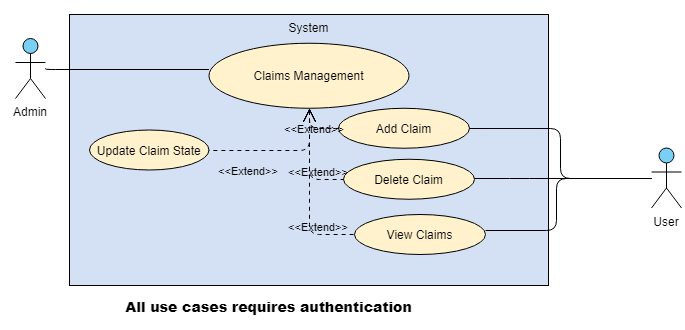 System
Claims Management
Admin
<<Extend>>
Add Claim
Update Claim State
<<Extend>>
<<Extend>>
Delete Claim
User
<<Extend>>
View Claims
All use cases requires authentication